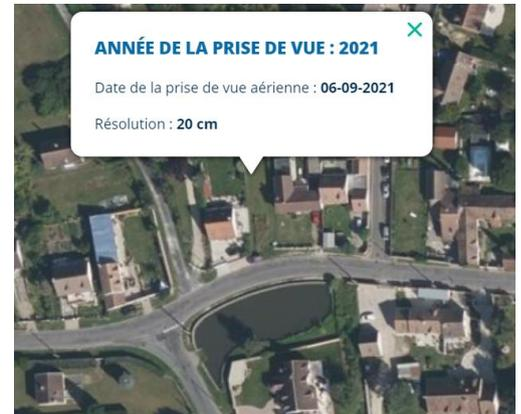 ANNÉE DE LA PRISE DE VUE : 2021
Date de la prise de vue aérienne : 06-09-2021
Résolution : 20 cm